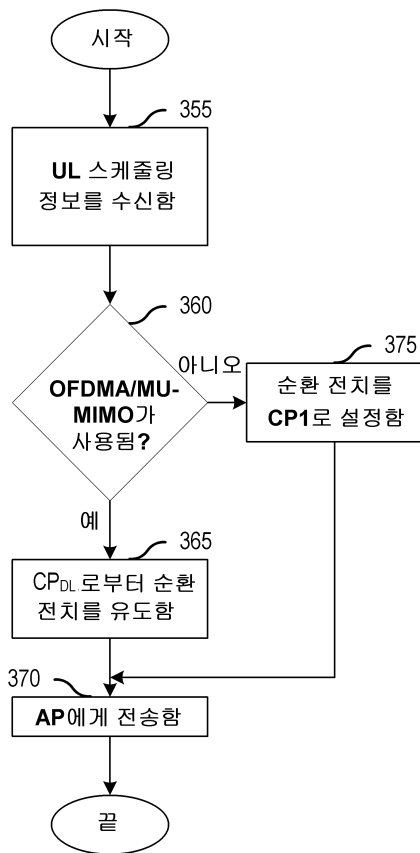 시작
355
UL 스케줄링
정보를 수신함
360
OFDMA/MU-
MIMO가
사용됨?
아니오
375
순환 전치를
CP1로 설정함
예
365
CPDL로부터 순환
전치를 유도함
370
AP에게 전송함
끝